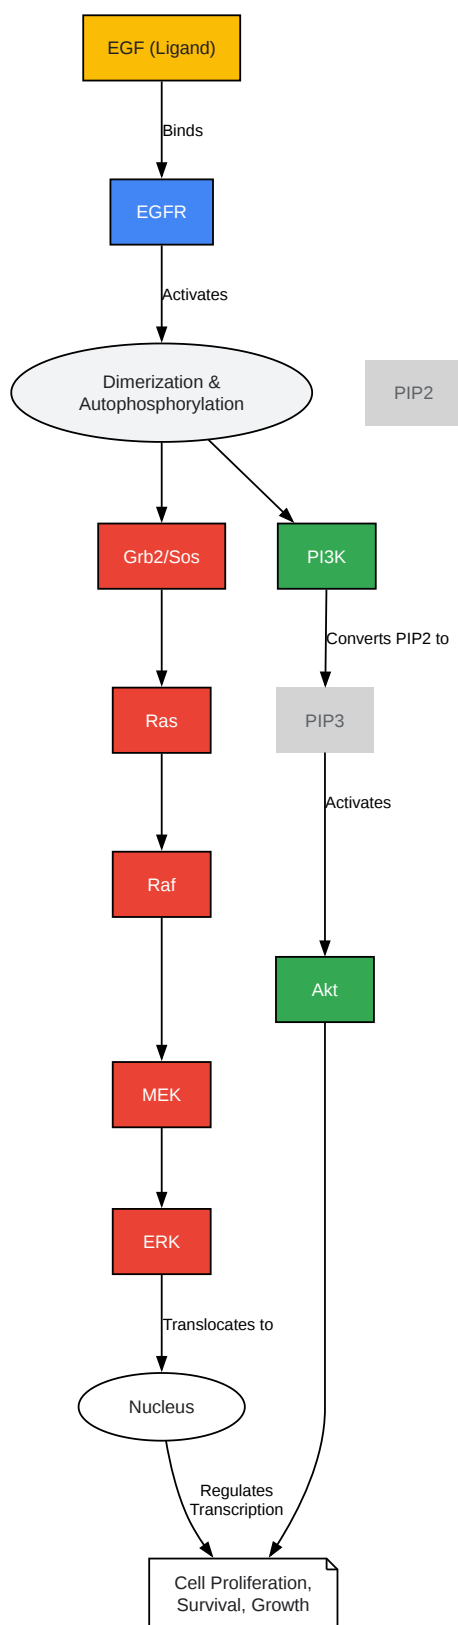 EGF (Ligand)
Binds
EGFR
Activates
Dimerization &
Autophosphorylation
PIP2
Grb2/Sos
PI3K
Converts PIP2 to
Ras
PIP3
Activates
Raf
Akt
MEK
ERK
Translocates to
Nucleus
Regulates
Transcription
Cell Proliferation,
Survival, Growth